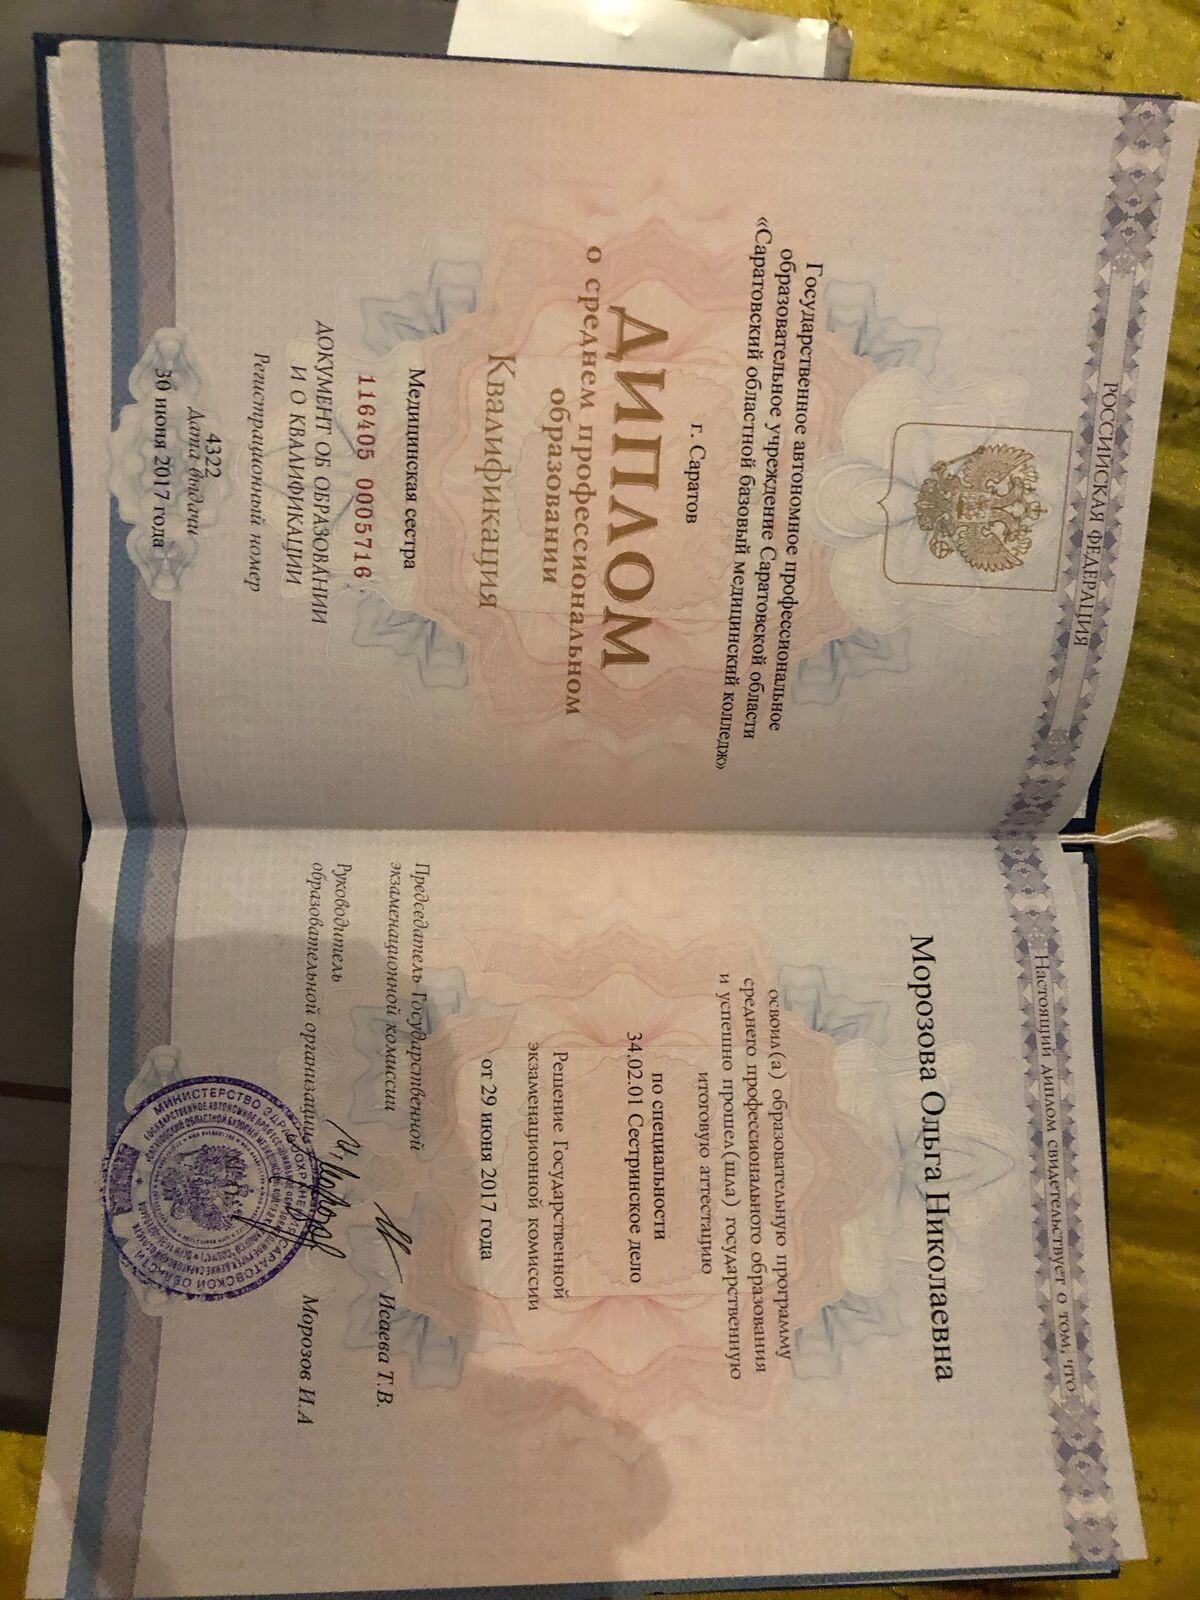 РОССИЙСКАЯ ФЕДЕРАЦИЯ
Государственное автономное профессиональное
образовательное учреждение Саратовской области
«Саратовский областной базовый медицинский колледж»
г. Саратов
ДИПЛОМ
о среднем профессиональном
образовании
Квалификация
Медицинская сестра
116405 0005716
ДОКУМЕНТ ОБ ОБРАЗОВАНИИ
И О КВАЛИФИКАЦИИ
Регистрационный номер
4322
Дата выдачи
30 июня 2017 года
Настоящий диплом свидетельствует о том, что
Морозова Ольга Николаевна
освоил(а) образовательную программу
среднего профессионального образования
и успешно прошел(шла) государственную
итоговую аттестацию
по специальности
34.02.01 Сестринское дело
Решение Государственной
экзаменационной комиссии
от 29 июня 2017 года
Председатель Государственной
экзаменационной комиссии
Исаева Т.В.
Руководитель
образовательной организации
Морозов И.А
МИНИСТЕРСТВО ЗДРАВООХРАНЕНИЯ САРАТОВСКОЙ ОБЛАСТИ